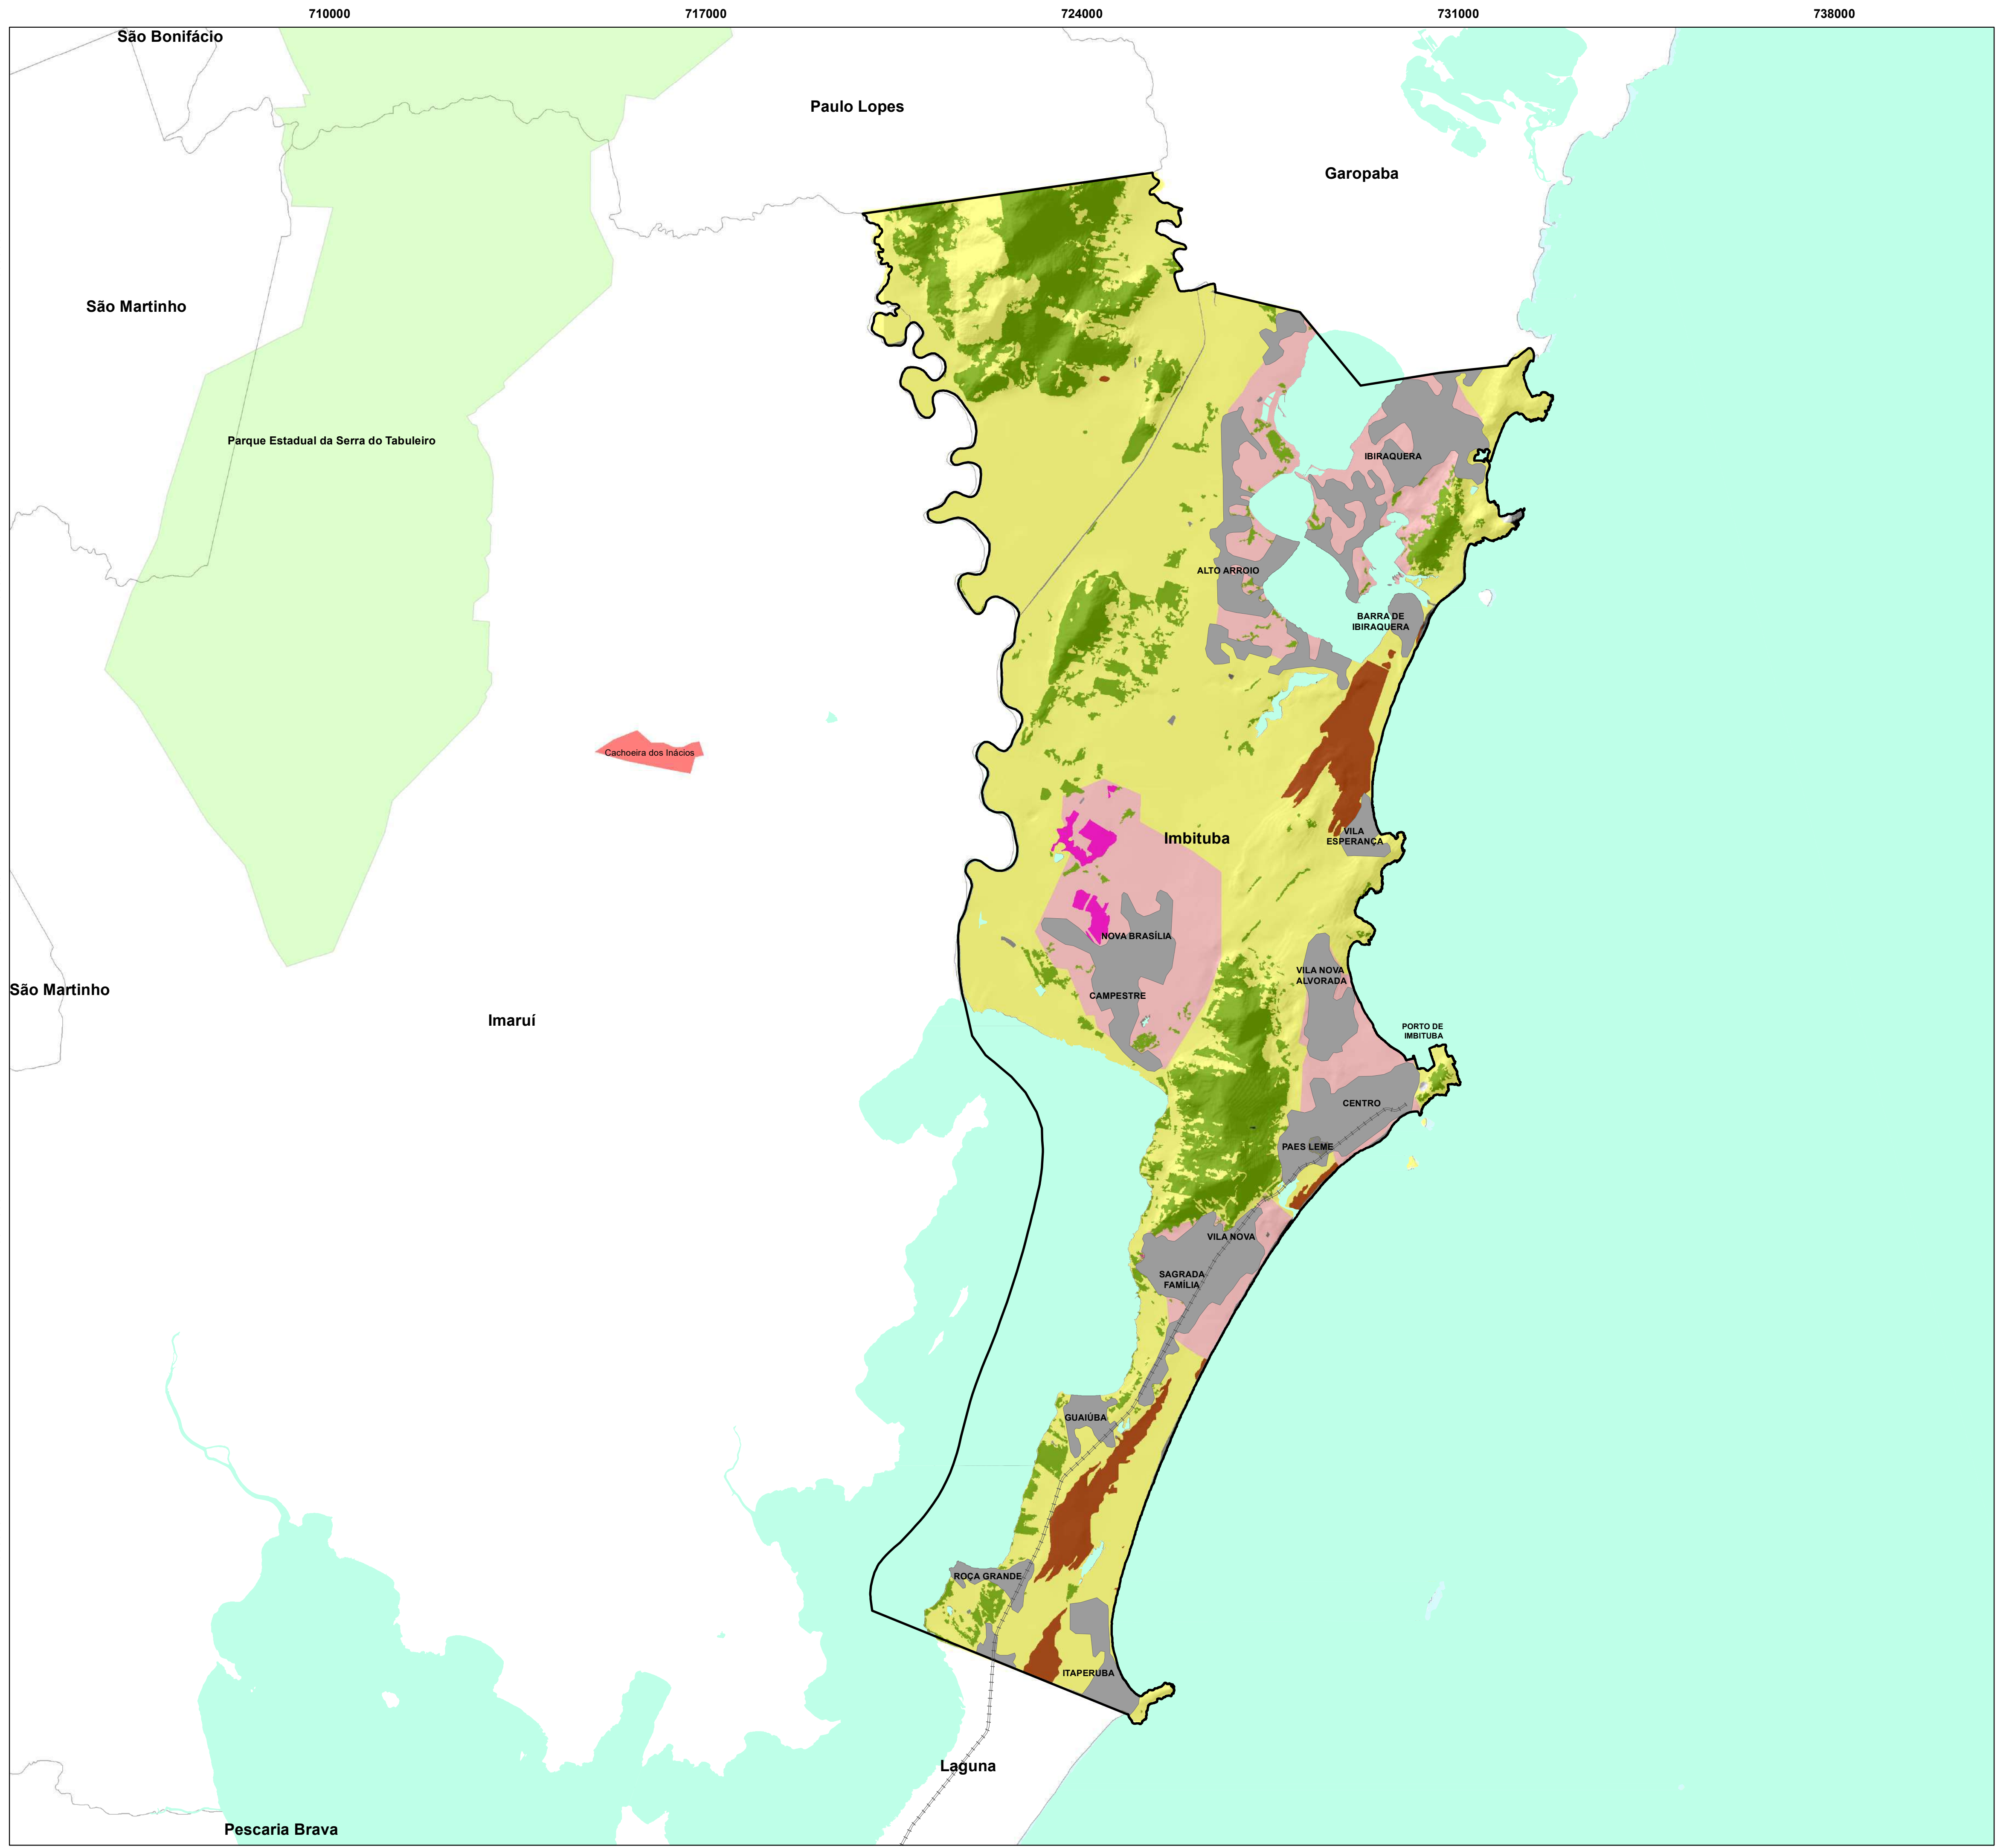 710000
717000
724000
731000
738000
São Bonifácio
Paulo Lopes
Garopaba
São Martinho
Parque Estadual da Serra do Tabuleiro
IBIRAQUERA
ALTO ARROIO
BARRA DE
IBIRAQUERA
Cachoeira dos Inácios
Imbituba
VILA
ESPERANÇA
NOVA BRASÍLIA
VILA NOVA
ALVORADA
São Martinho
CAMPESTRE
Imaruí
PORTO DE
IMBITUBA
CENTRO
PAES LEME
VILA NOVA
SAGRADA
FAMÍLIA
GUAIÚBA
ROÇA GRANDE
ITAPERUBA
Laguna
Pescaria Brava